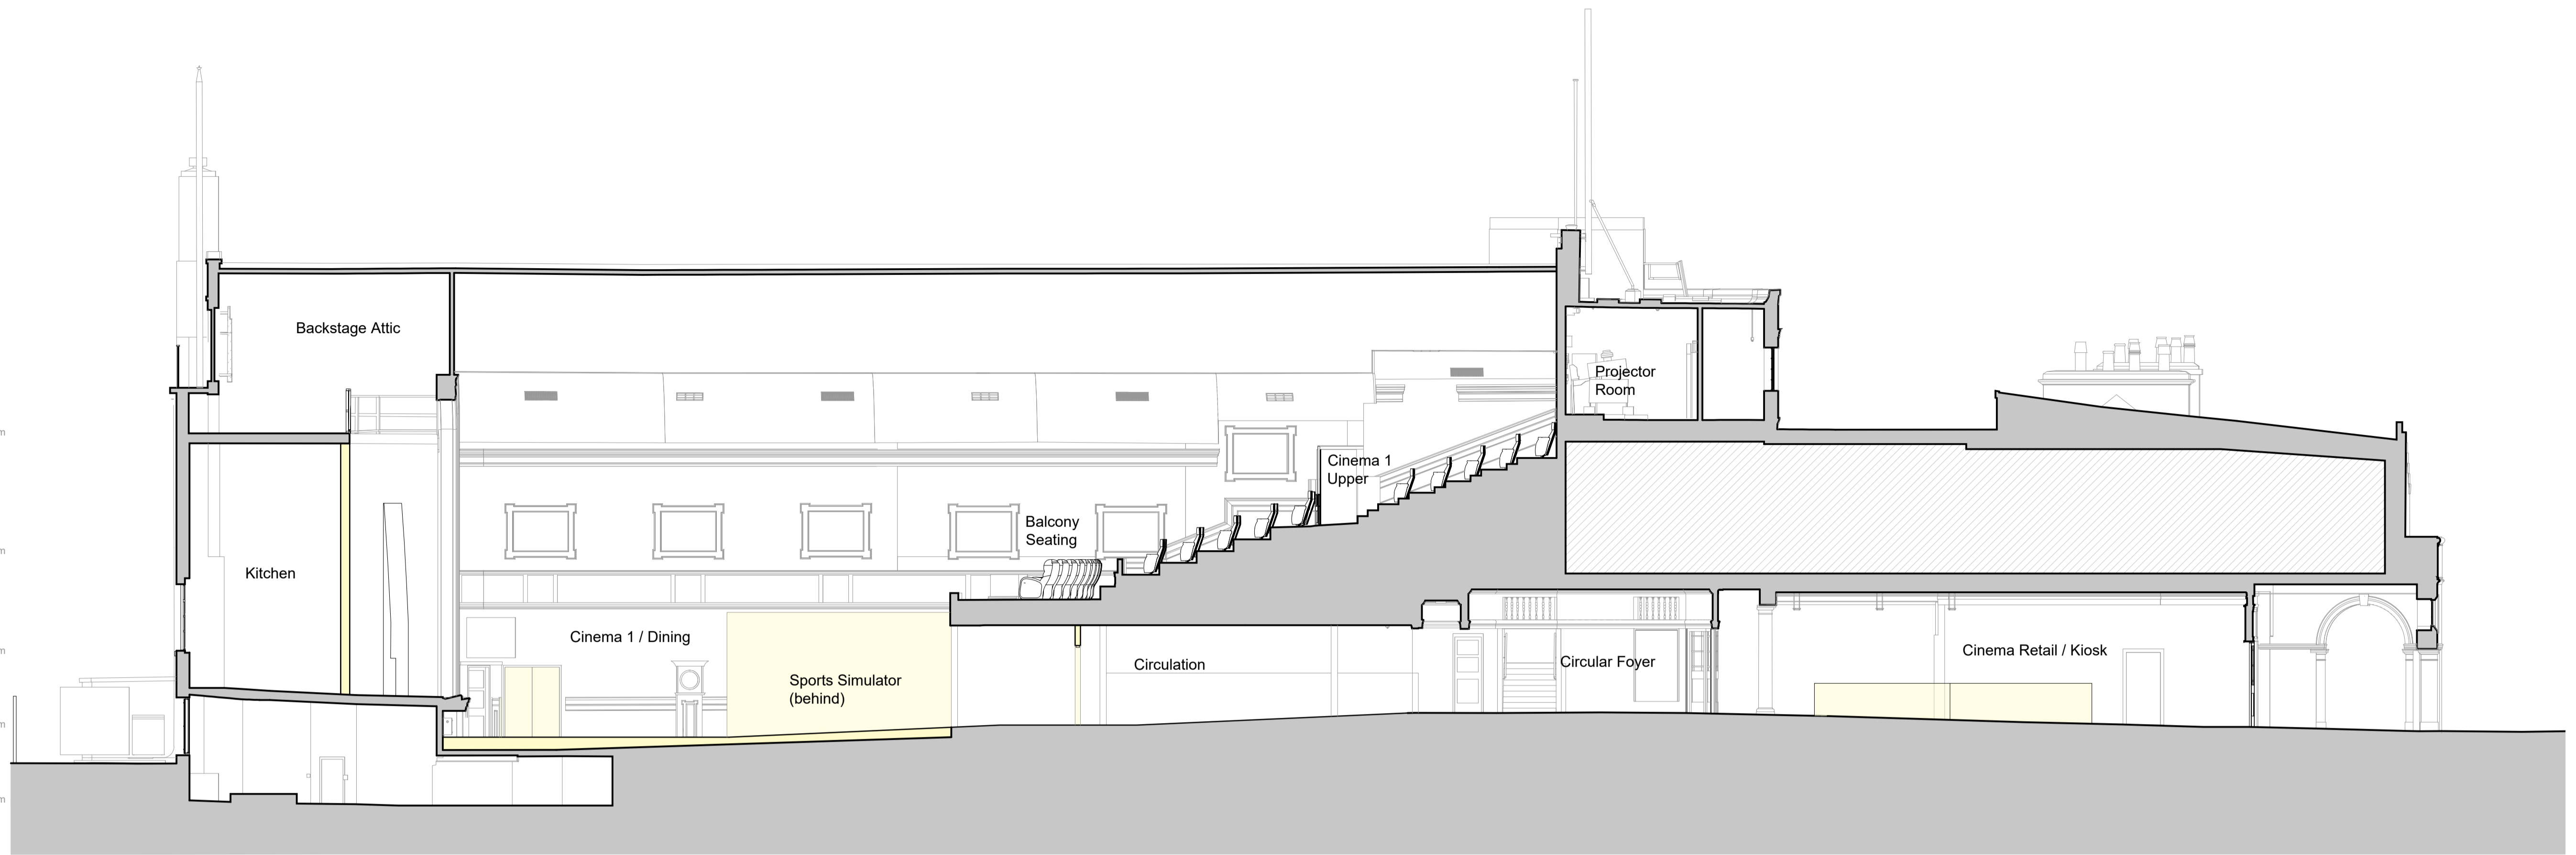 Backstage Attic
Projector
Room
Cinema 1
Upper
Balcony
Seating
Kitchen
Cinema 1 / Dining
Sports Simulator
(behind)
Circulation
Circular Foyer
Cinema Retail / Kiosk
m
m
m
m
m